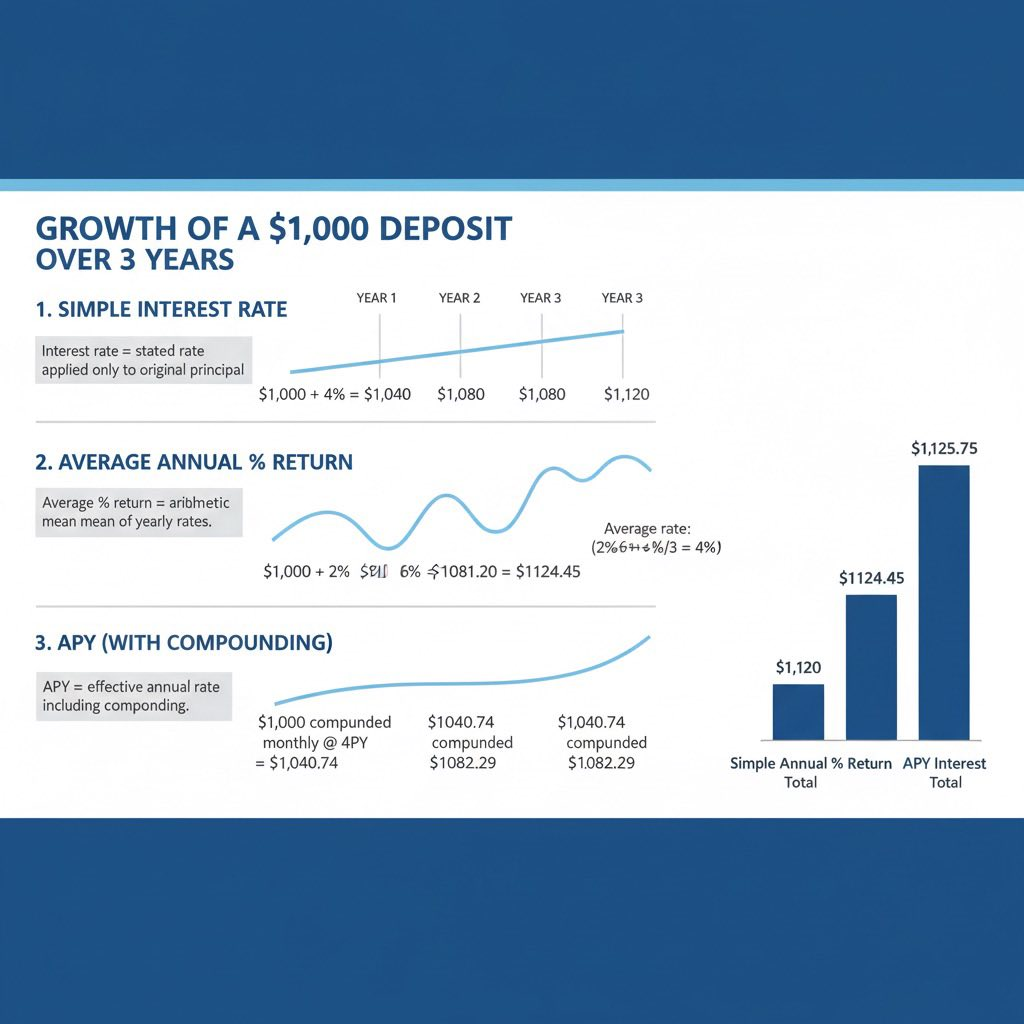 GROWTH OF A $1,000 DEPOSIT
OVER 3 YEARS
1. SIMPLE INTEREST RATE
YEAR 1 YEAR 2 YEAR 3 YEAR 3
Interest rate = stated rate
applied only to original principal
$1,000 + 4% = $1,040 $1,080 $1,080 $1,120
2. AVERAGE ANNUAL % RETURN
Average % return = aribmetic
mean mean of yearly rates.
Average rate:
%/3 = 4%)
$1,000 + 2% 6% $1081.20 = $1124.45
3. APY (WITH COMPOUNDING)
APY = effective annual rate
including componding.
$1,000 compunded
monthly @ 4PY
= $1,040.74
$1040.74
compunded
$1082.29
$1,040.74
compunded
$1.082.29
$1,125.75
$1124.45
$1,120
Simple Annual % Return APY Interest
Total Total